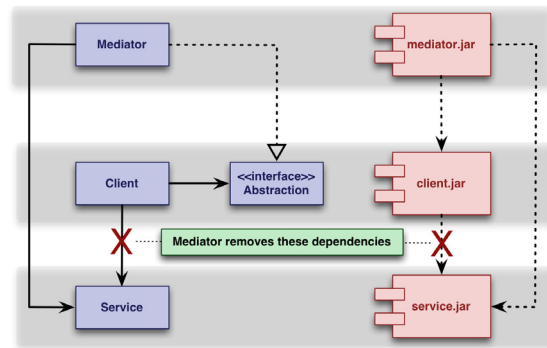 Mediator
mediator.jar
Client
<<interface>>
Abstraction
client.jar
Mediator removes these dependencies
Service
service.jar